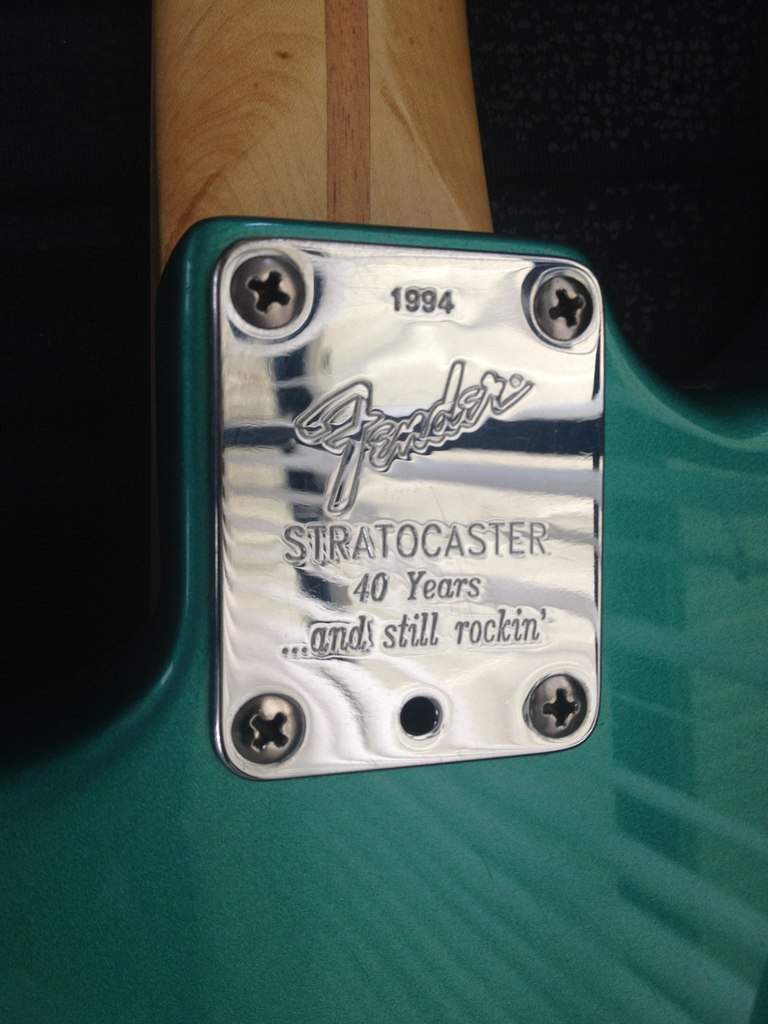 1994
Fender
STRATOCASTER
40 Years
...and still rockin'